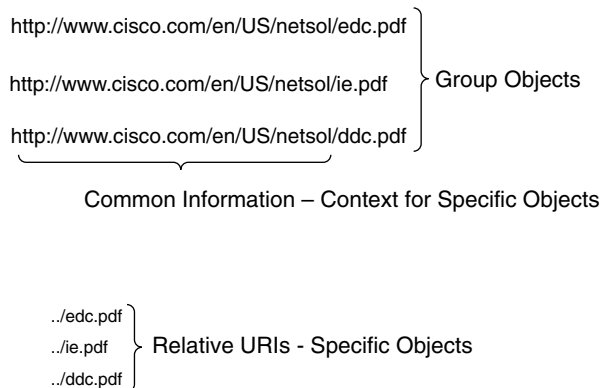 http://www.cisco.com/en/US/netsol/edc.pdf
http://www.cisco.com/en/US/netsol/ie.pdf
Group Objects
http://www.cisco.com/en/US/netsol/ddc.pdf
Common Information – Context for Specific Objects
../edc.pdf
../ie.pdf
Relative URIs - Specific Objects
../ddc.pdf